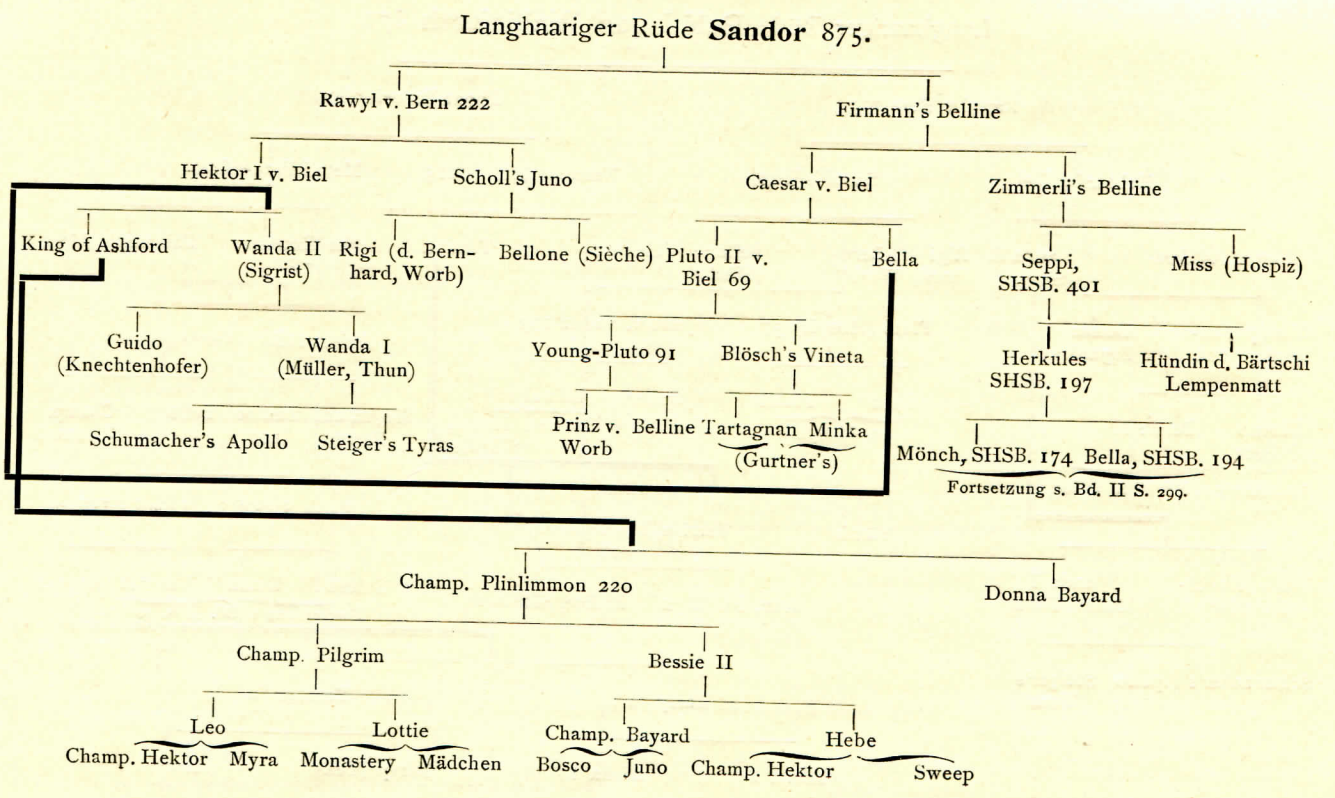 Langhaariger Rüde Sandor 875.
Rawyl v. Bern 222
Firmann's Belline
Hektor I v. Biel
Scholl's Juno
Caesar v. Biel
Zimmerli's Belline
King of Ashford
Wanda II
(Sigrist)
Rigi (d. Bern-
hard, Worb)
Bellone (Sièche)
Pluto II v.
Biel 69
Bella
Seppi,
SHSB. 401
Miss (Hospiz)
Guido
(Knechtenhofer)
Wanda I
(Müller, Thun)
Young-Pluto 91
Blösch's Vineta
Herkules
SHSB. 197
Hündin d. Bärtschi
Lempenmatt
Schumacher's Apollo
Steiger's Tyras
Prinz v.
Worb
Belline
Tartagnan
Minka
(Gurtner's)
Mönch, SHSB. 174
Bella, SHSB. 194
Fortsetzung s. Bd. II S. 299.
Champ. Plinlimmon 220
Donna Bayard
Champ. Pilgrim
Bessie II
Leo
Lottie
Champ. Bayard
Hebe
Champ. Hektor
Myra
Monastery
Mädchen
Bosco
Juno
Champ. Hektor
Sweep